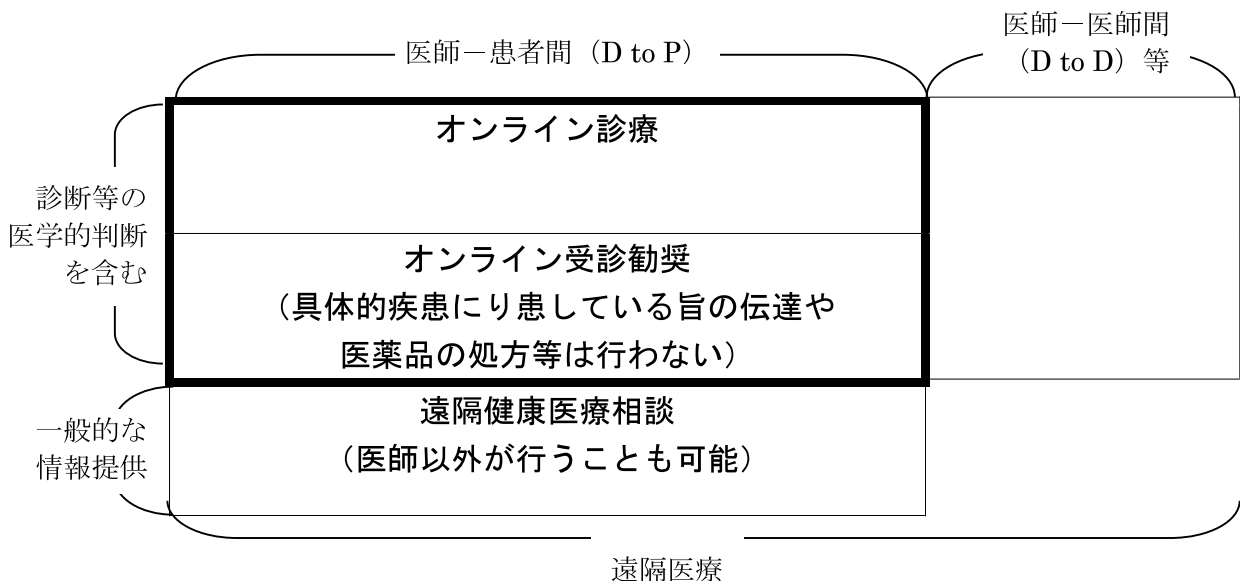 医師－患者間（D to P）
医師－医師間
（D to D）等
診断等の
医学的判断
を含む
オンライン診療
オンライン受診勧奨
（具体的疾患にり患している旨の伝達や
医薬品の処方等は行わない）
一般的な
情報提供
遠隔健康医療相談
（医師以外が行うことも可能）
遠隔医療